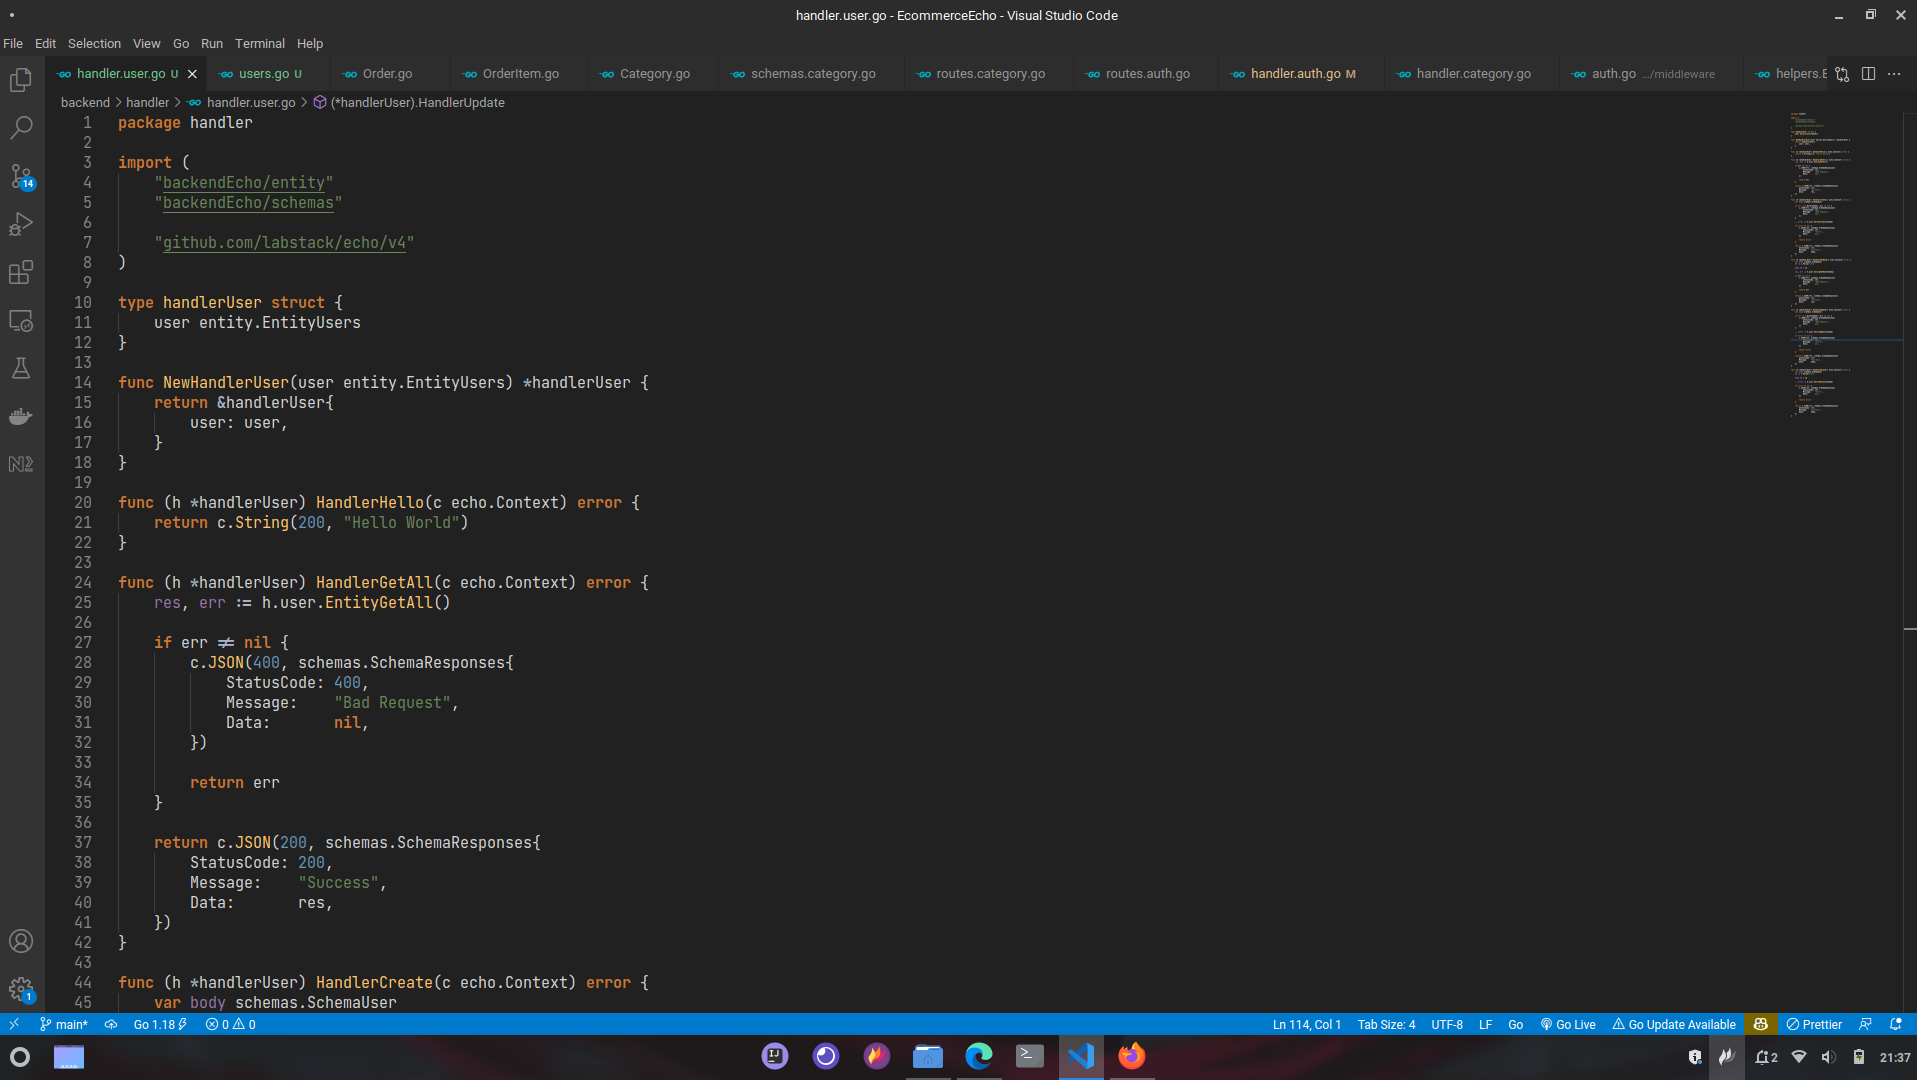 handler.user.go - EcommerceEcho - Visual Studio Code
File Edit Selection View Go Run Terminal Help
handler.user.go U users.go U Order.go OrderItem.go Category.go schemas.category.go routes.category.go routes.auth.go handler.auth.go M handler.category.go auth.go .../middleware helpers.E
backend > handler > handler.user.go > (*handlerUser).HandlerUpdate
1 package handler
2
3 import (
4 "backendEcho/entity"
5 "backendEcho/schemas"
6
7 "github.com/labstack/echo/v4"
8 )
9
10 type handlerUser struct {
11 user entity.EntityUsers
12 }
13
14 func NewHandlerUser(user entity.EntityUsers) *handlerUser {
15 return &handlerUser{
16 user: user,
17 }
18 }
19
20 func (h *handlerUser) HandlerHello(c echo.Context) error {
21 return c.String(200, "Hello World")
22 }
23
24 func (h *handlerUser) HandlerGetAll(c echo.Context) error {
25 res, err := h.user.EntityGetAll()
26
27 if err != nil {
28 c.JSON(400, schemas.SchemaResponses{
29 StatusCode: 400,
30 Message: "Bad Request",
31 Data: nil,
32 })
33
34 return err
35 }
36
37 return c.JSON(200, schemas.SchemaResponses{
38 StatusCode: 200,
39 Message: "Success",
40 Data: res,
41 })
42 }
43
44 func (h *handlerUser) HandlerCreate(c echo.Context) error {
45 var body schemas.SchemaUser
14
1
main* Go 1.18 0 0 Ln 114, Col 1 Tab Size: 4 UTF-8 LF Go Go Live Go Update Available Prettier
2 21:37